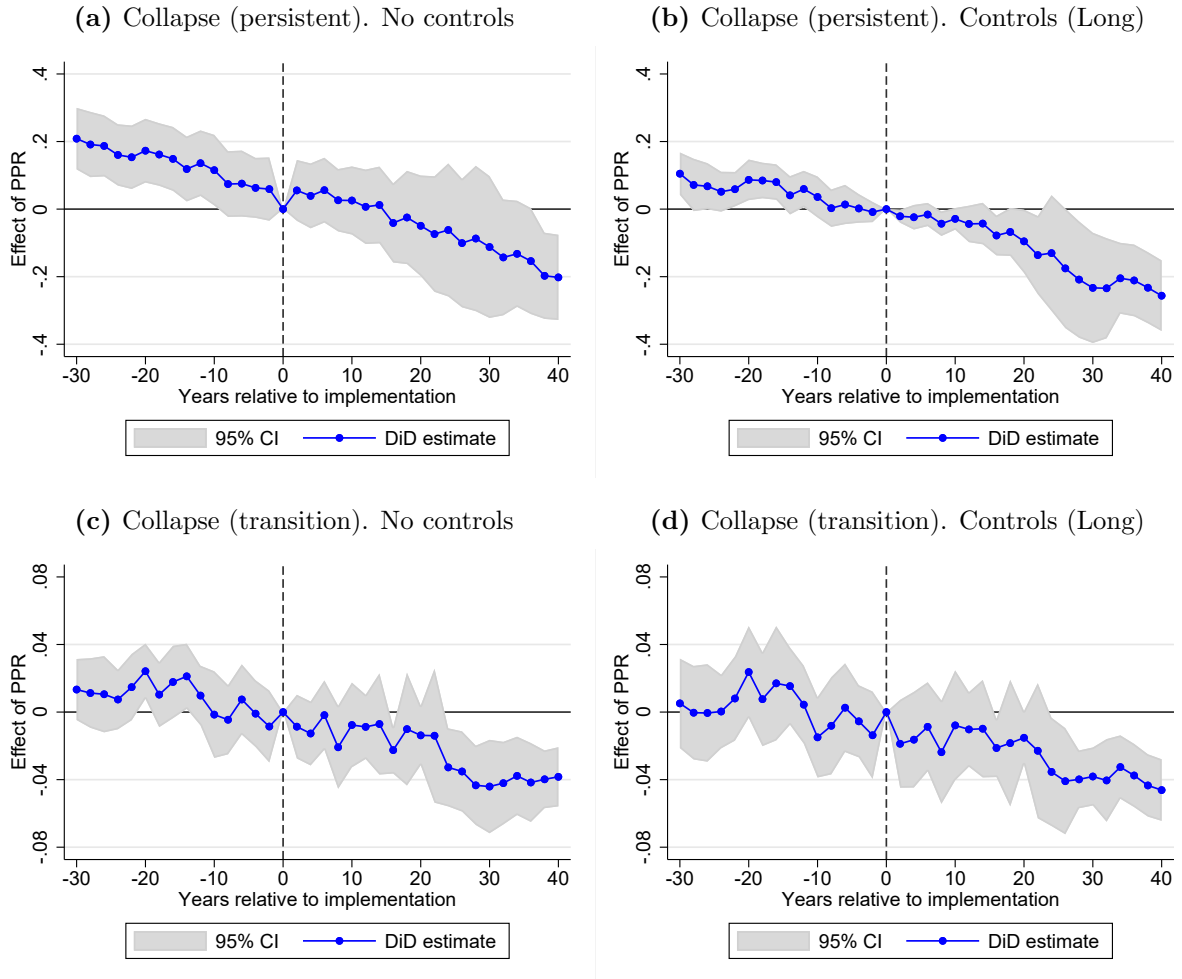 (a) Collapse (persistent). No controls
(b) Collapse (persistent). Controls (Long)
Effect of PPR
.4
.2
0
-.2
-.4
-30 -20 -10 0 10 20 30 40
Years relative to implementation
95% CI DiD estimate
Effect of PPR
.4
.2
0
-.2
-.4
-30 -20 -10 0 10 20 30 40
Years relative to implementation
95% CI DiD estimate
(c) Collapse (transition). No controls
(d) Collapse (transition). Controls (Long)
Effect of PPR
.08
.04
0
-.04
-.08
-30 -20 -10 0 10 20 30 40
Years relative to implementation
95% CI DiD estimate
Effect of PPR
.08
.04
0
-.04
-.08
-30 -20 -10 0 10 20 30 40
Years relative to implementation
95% CI DiD estimate